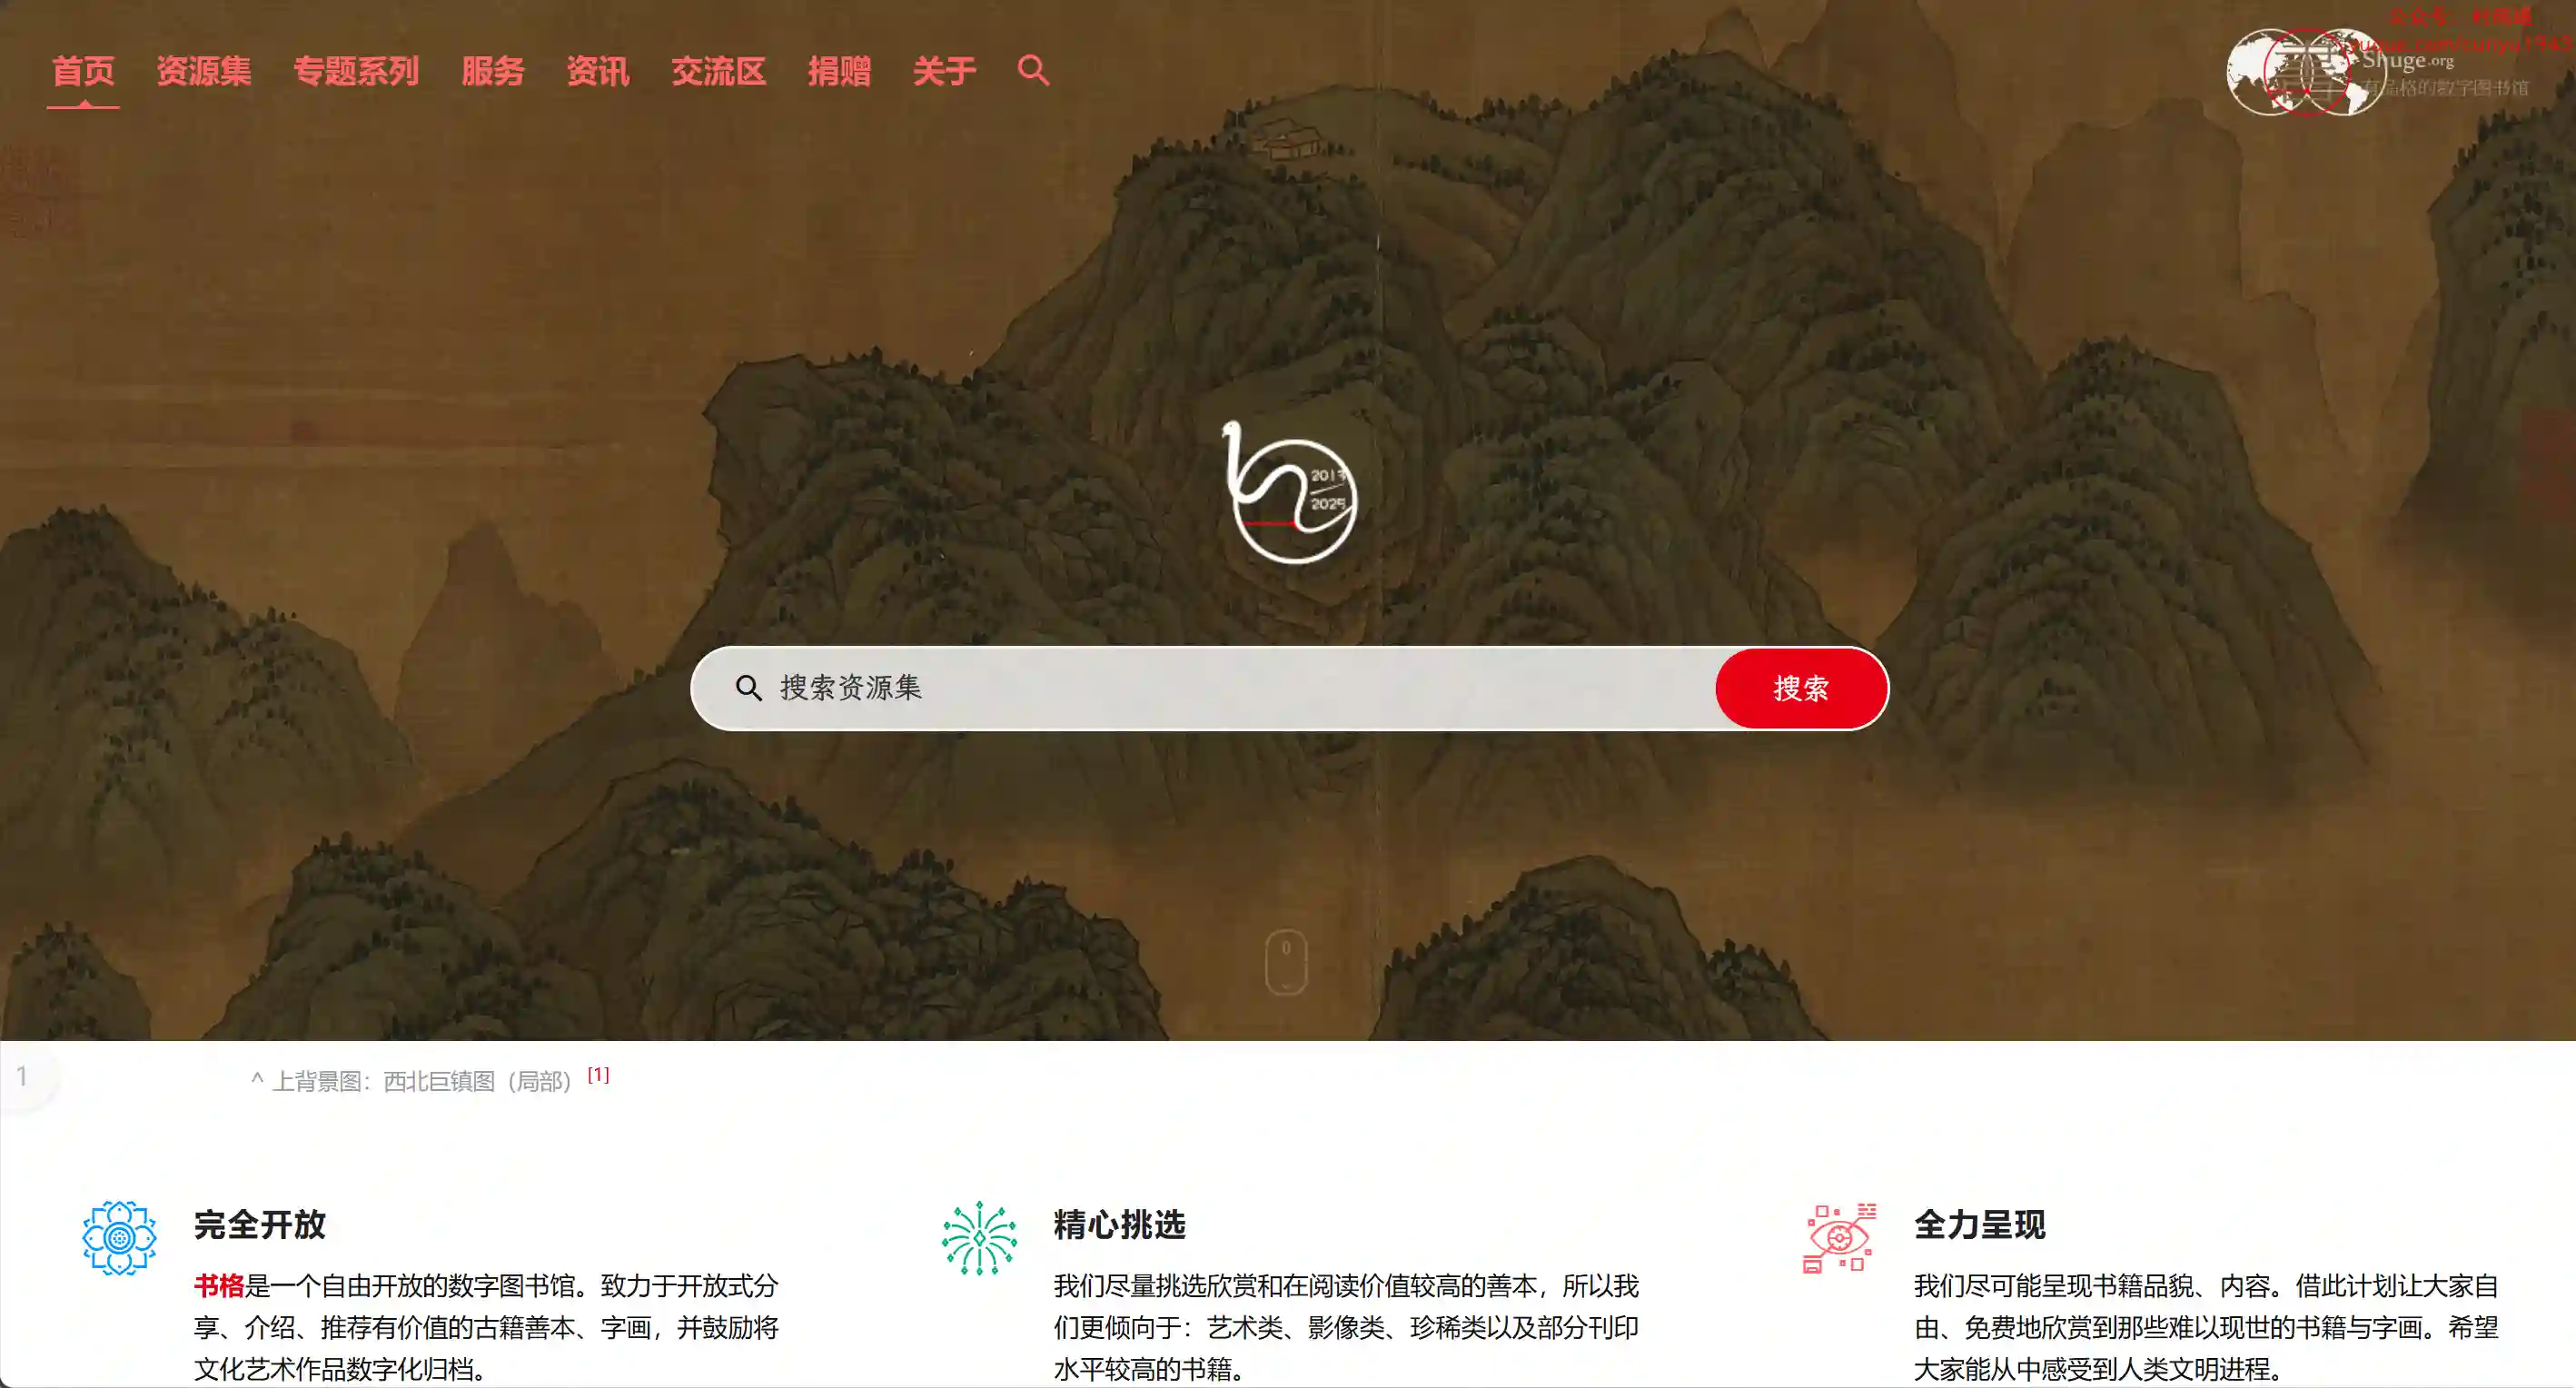 首页 资源集 专题系列 服务 资讯 交流区 捐赠 关于
公众号：村雨遥
Shuge.org
有品格的数字图书馆
2013
2025
搜索资源集 搜索
1
^ 上背景图：西北巨镇图（局部） [1]
完全开放
书格是一个自由开放的数字图书馆。致力于开放式分
享、介绍、推荐有价值的古籍善本、字画，并鼓励将
文化艺术作品数字化归档。
精心挑选
我们尽量挑选欣赏和在阅读价值较高的善本，所以我
们更倾向于：艺术类、影像类、珍稀类以及部分刊印
水平较高的书籍。
全力呈现
我们尽可能呈现书籍品貌、内容。借此计划让大家自
由、免费地欣赏到那些难以现世的书籍与字画。希望
大家能从中感受到人类文明进程。